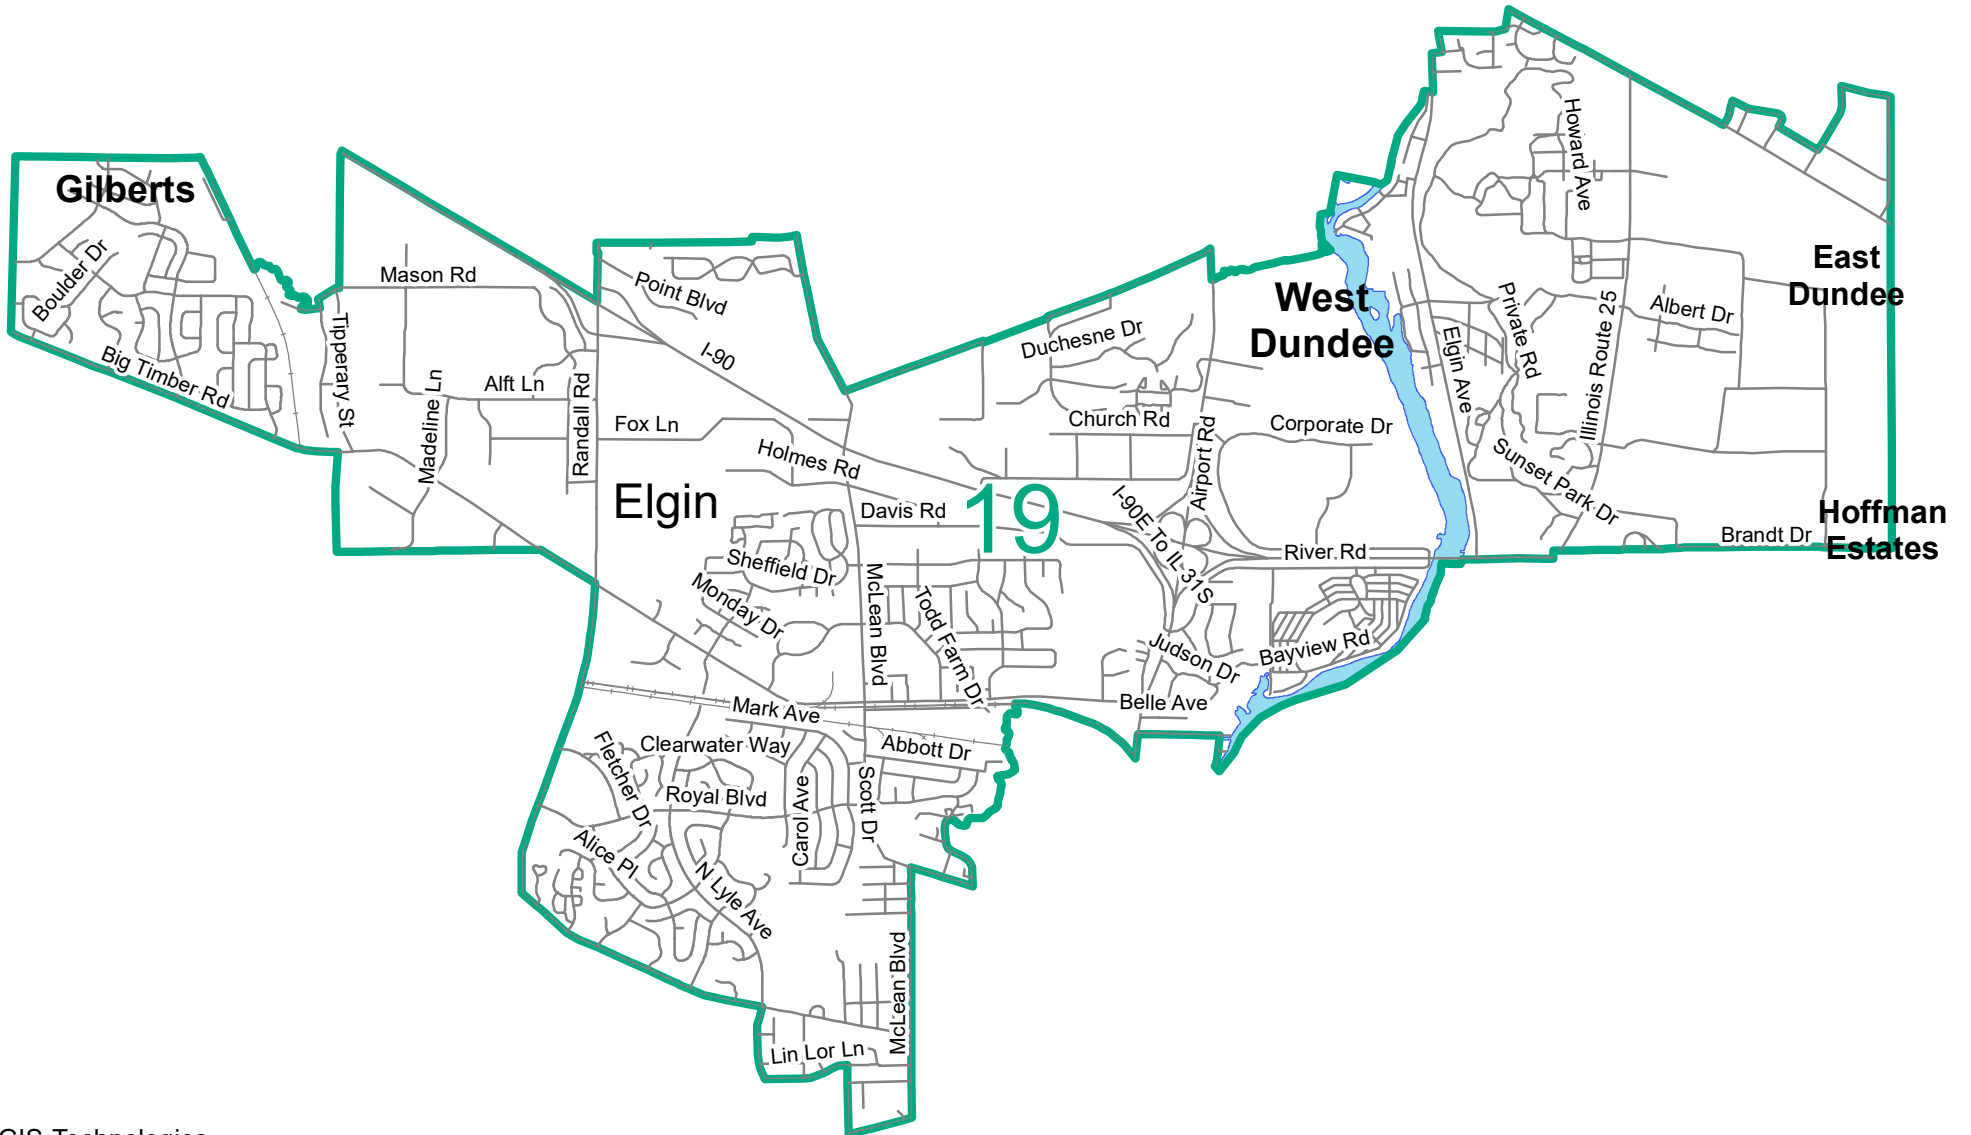 Gilberts
Boulder Dr
Big Timber Rd
Tipperary St
Mason Rd
Madeline Ln
Alft Ln
Randall Rd
Point Blvd
I-90
Fox Ln
Holmes Rd
Elgin
Davis Rd
19
Duchesne Dr
Church Rd
Airport Rd
Corporate Dr
West
Dundee
Howard Ave
East
Dundee
Private Rd
Elgin Ave
Illinois Route 25
Albert Dr
Sunset Park Dr
Brandt Dr
Hoffman
Estates
River Rd
I-90E To IL-31S
Bayview Rd
Judson Dr
Belle Ave
Sheffield Dr
Monday Dr
McLean Blvd
Todd Farm Dr
Mark Ave
Clearwater Way
Abbott Dr
Fletcher Dr
Royal Blvd
Carol Ave
Scott Dr
Alice Pl
N Lyle Ave
McLean Blvd
Lin Lor Ln
GIS Technologies